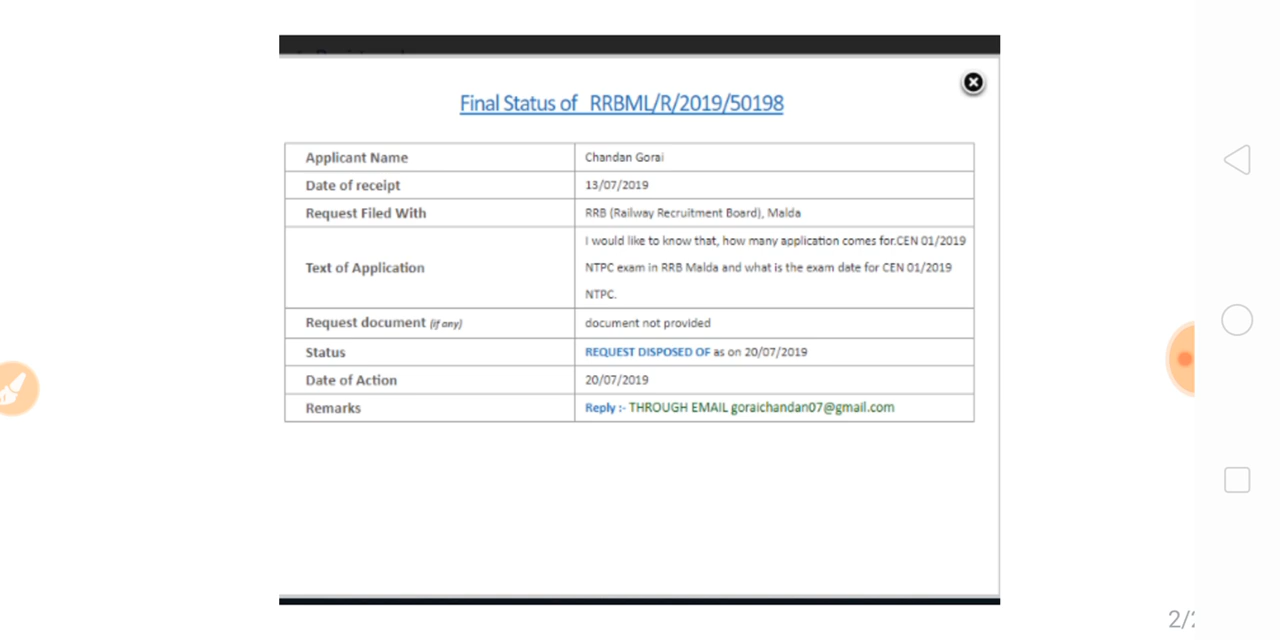 Final Status of RRBML/R/2019/50198
Applicant Name Chandan Gorai
Date of receipt 13/07/2019
Request Filed With RRB (Railway Recruitment Board), Malda
Text of Application I would like to know that, how many application comes for.CEN 01/2019
NTPC exam in RRB Malda and what is the exam date for CEN 01/2019
NTPC.
Request document (if any) document not provided
Status REQUEST DISPOSED OF as on 20/07/2019
Date of Action 20/07/2019
Remarks Reply :- THROUGH EMAIL goraichandan07@gmail.com
2/